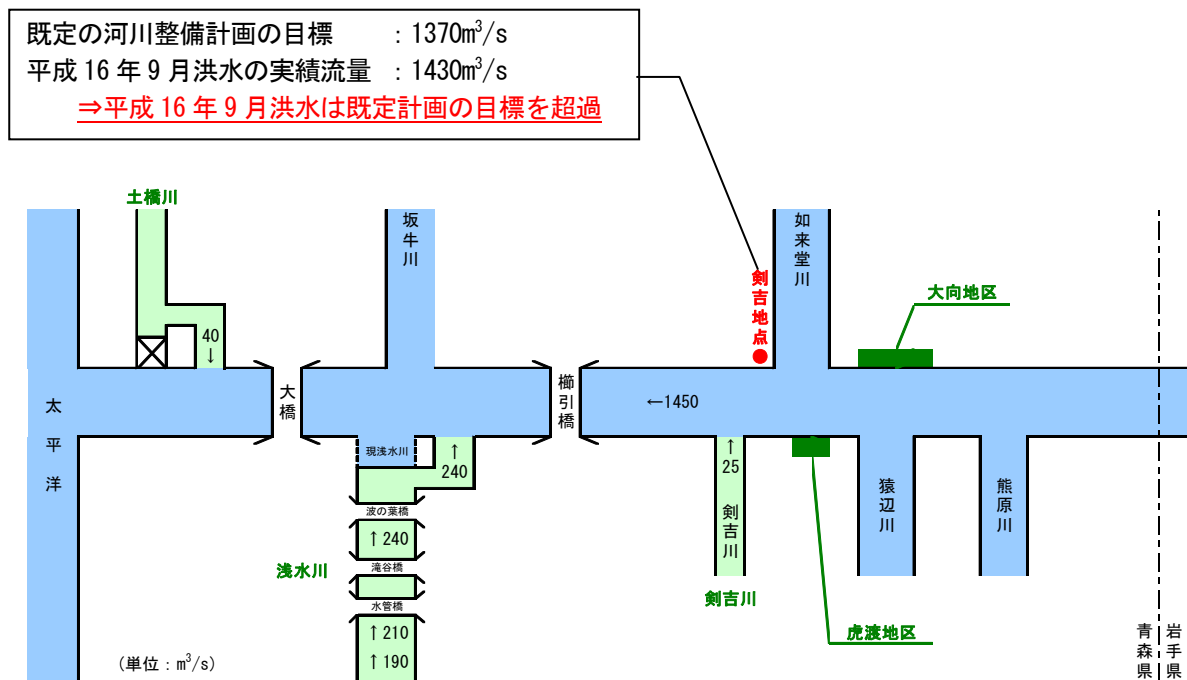 既定の河川整備計画の目標 : 1370m³/s
平成 16 年 9 月洪水の実績流量 : 1430m³/s
⇒平成 16 年 9 月洪水は既定計画の目標を超過
土橋川
坂牛川
如来堂川
剣吉地点
大向地区
40
↓
大橋
櫛引橋
←1450
太平洋
現浅水川
↑
240
↑
25
剣吉川
猿辺川
熊原川
波の葉橋
↑240
浅水川
滝谷橋
水管橋
剣吉川
↑210
↑190
虎渡地区
青森県
岩手県
(単位:m³/s)